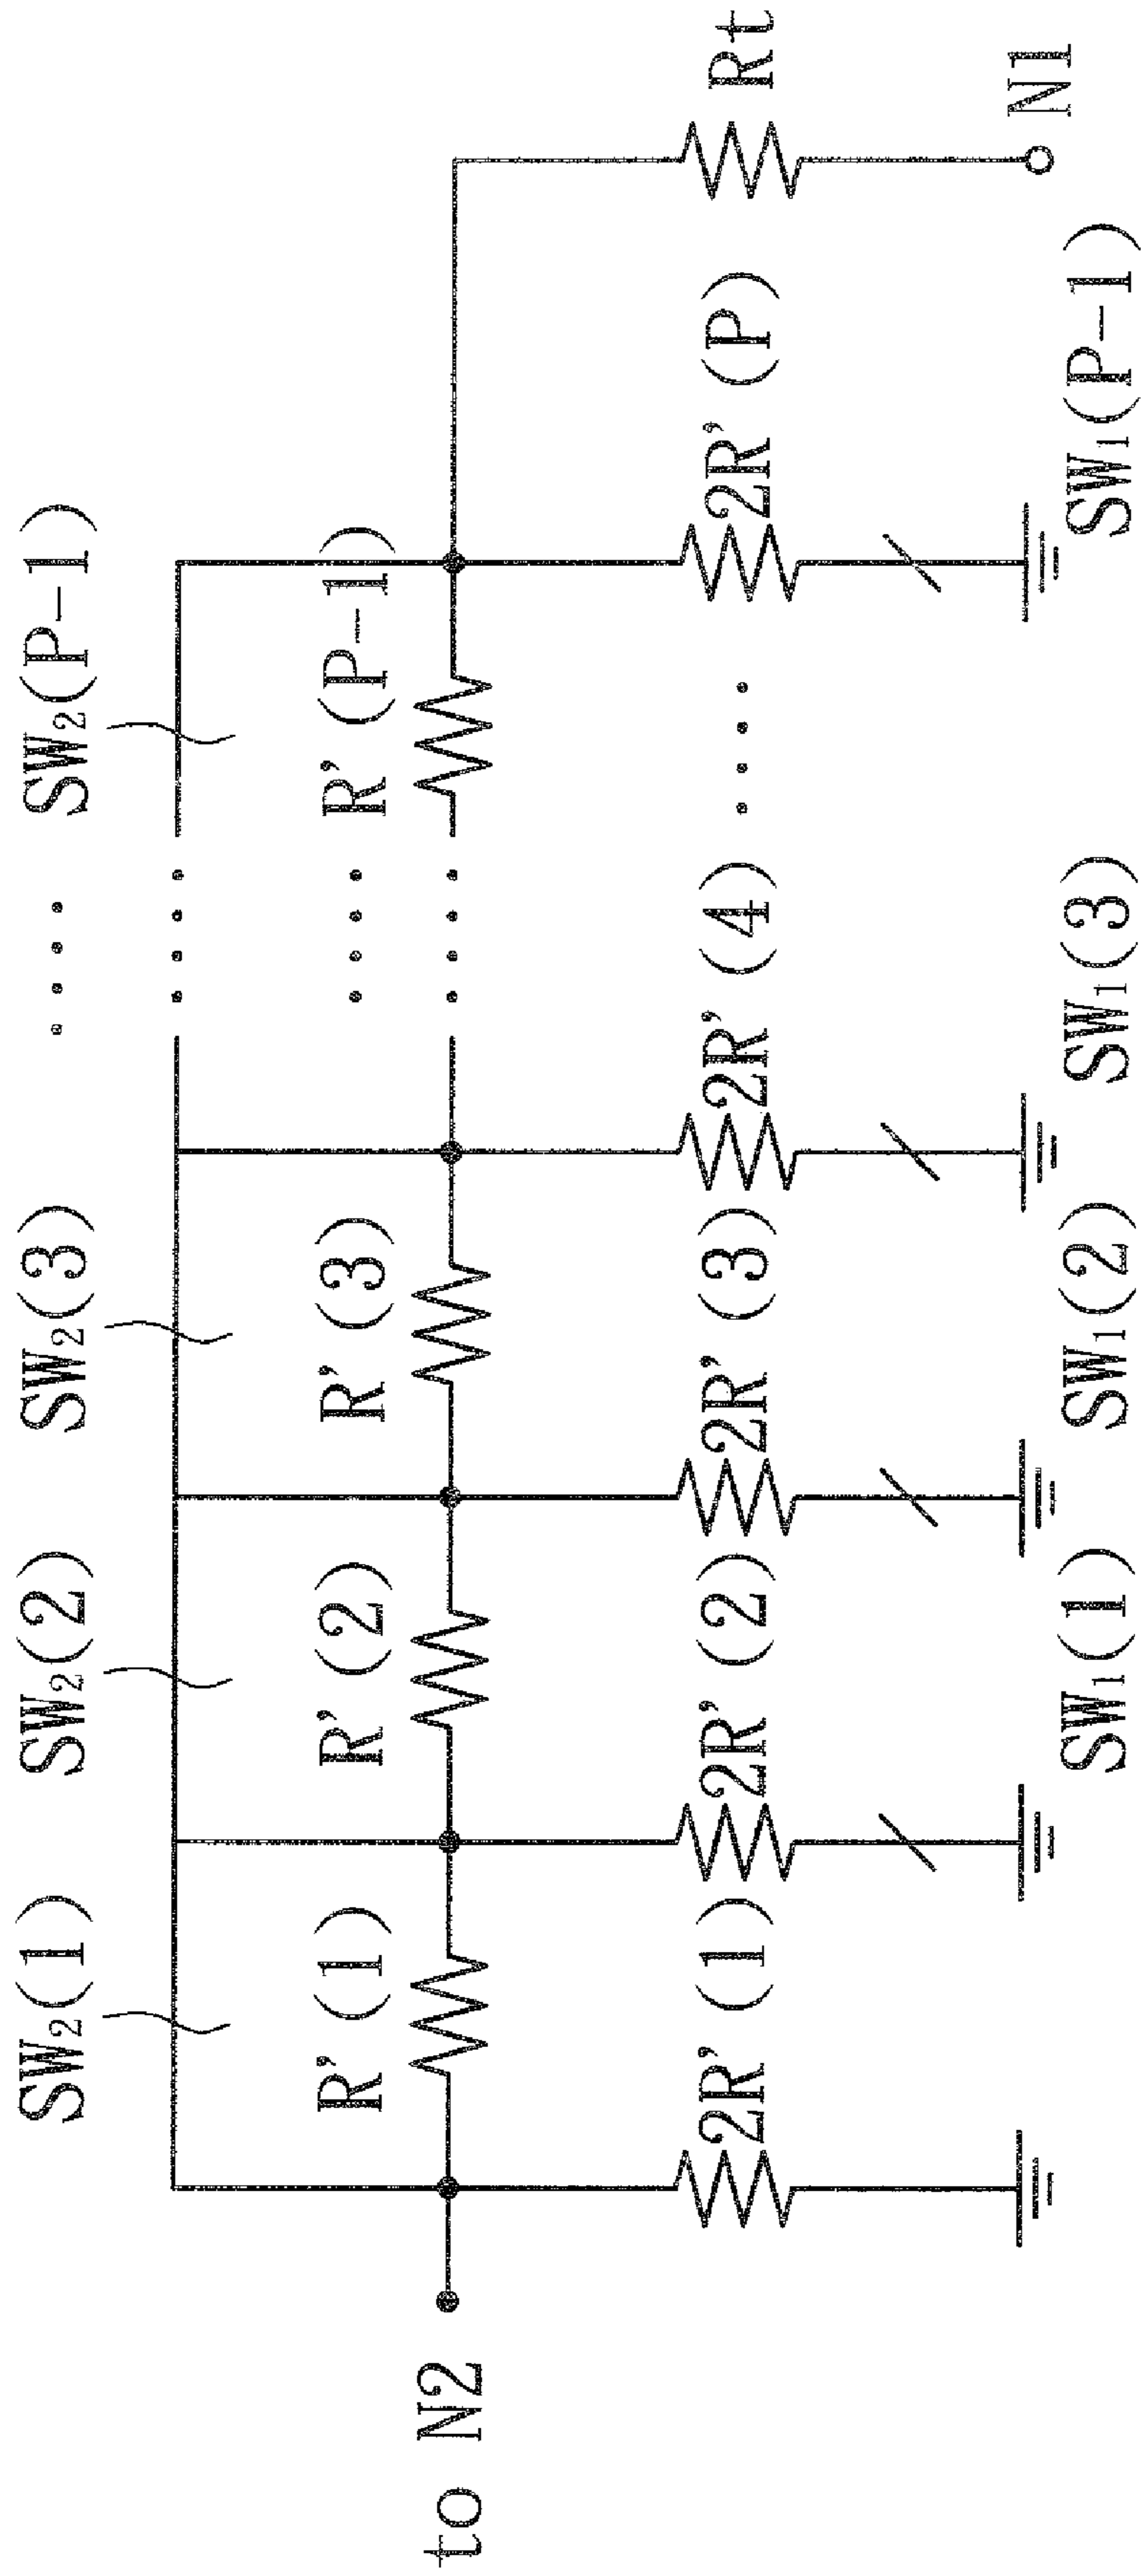 SW₂(1) SW₂(2) SW₂(3) SW₂(P-1)
R'(1) R'(2) R'(3) R'(P-1)
to N2
2R'(1) 2R'(2) 2R'(3) 2R'(4) 2R'(P) Rt
SW₁(1) SW₁(2) SW₁(3) SW₁(P-1) N1